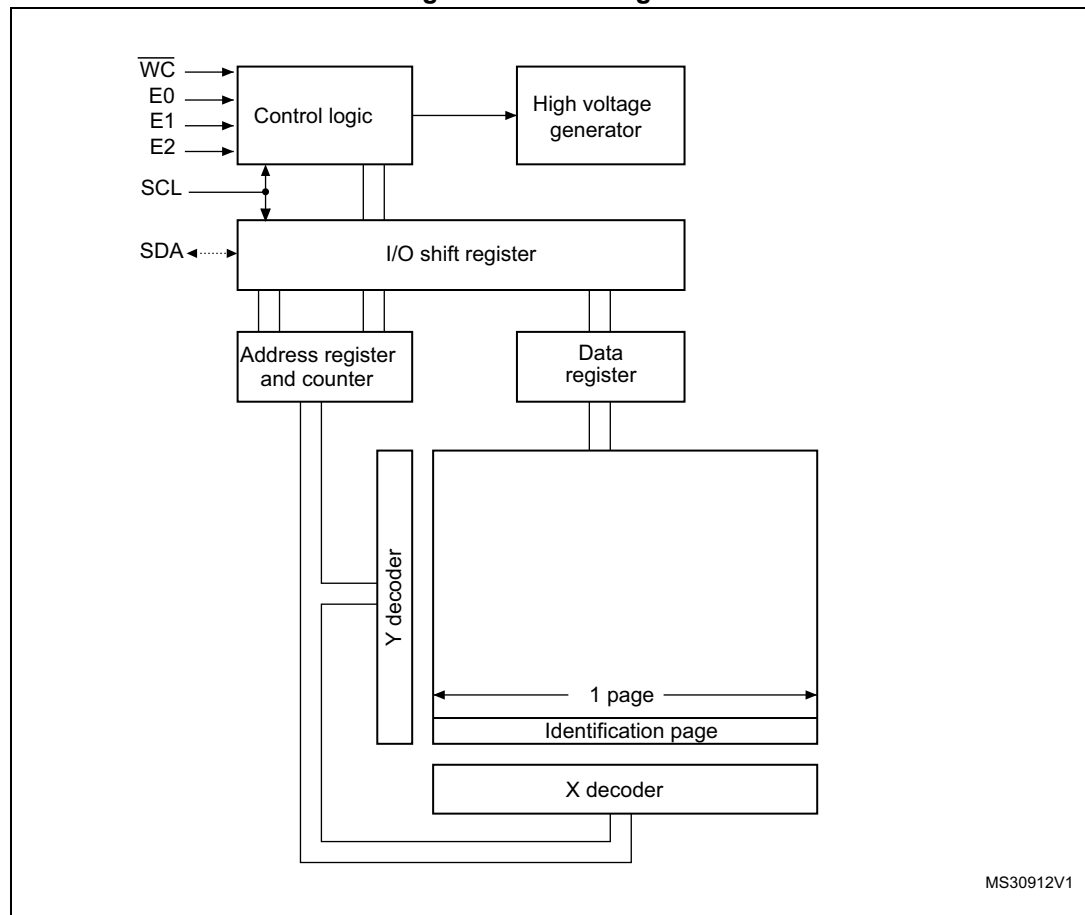 WC
E0
E1
E2
SCL
SDA
Control logic
High voltage
generator
I/O shift register
Address register
and counter
Data
register
Y decoder
1 page
Identification page
X decoder
MS30912V1